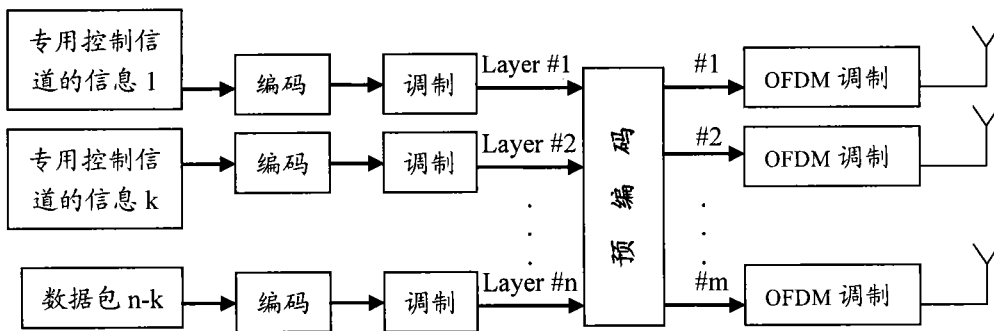 专用控制信
道的信息 1
编码
调制
Layer #1
#1
OFDM 调制
专用控制信
道的信息 k
编码
调制
Layer #2
#2
OFDM 调制
预编码
数据包 n-k
编码
调制
Layer #n
#m
OFDM 调制